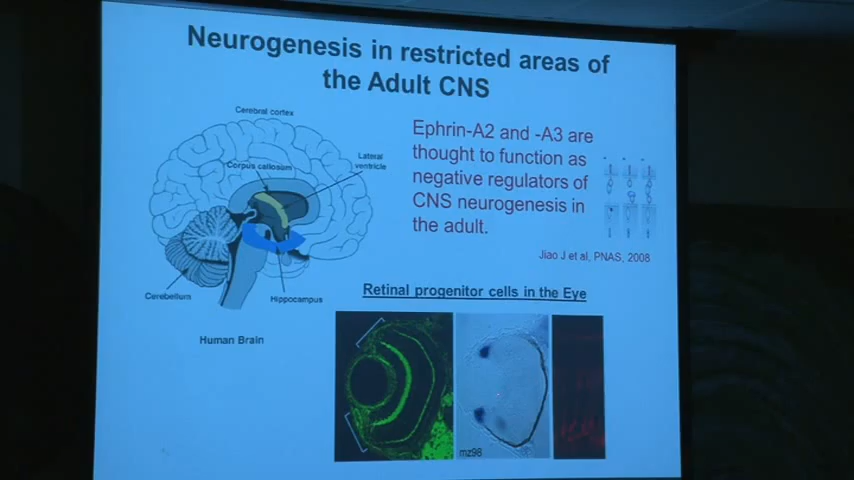 Neurogenesis in restricted areas of
the Adult CNS
Cerebral cortex
Corpus callosum
Lateral
ventricle
Cerebellum
Hippocampus
Human Brain
Ephrin-A2 and -A3 are
thought to function as
negative regulators of
CNS neurogenesis in
the adult.
Jiao J et al, PNAS, 2008
Retinal progenitor cells in the Eye
mz98